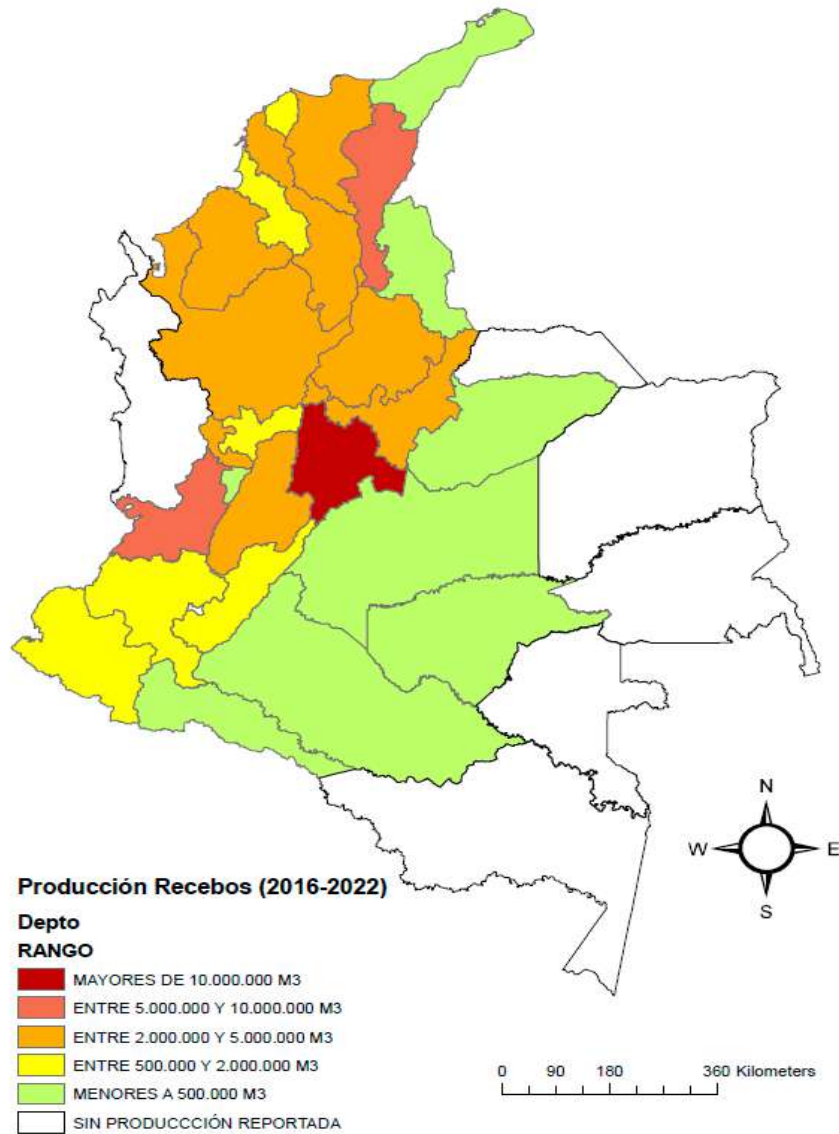 N
W
E
S
Producción Recebos (2016-2022)
Depto
RANGO
MAYORES DE 10.000.000 M3
ENTRE 5.000.000 Y 10.000.000 M3
ENTRE 2.000.000 Y 5.000.000 M3
ENTRE 500.000 Y 2.000.000 M3
MENORES A 500.000 M3
SIN PRODUCCCIÓN REPORTADA
0 90 180 360 Kilometers